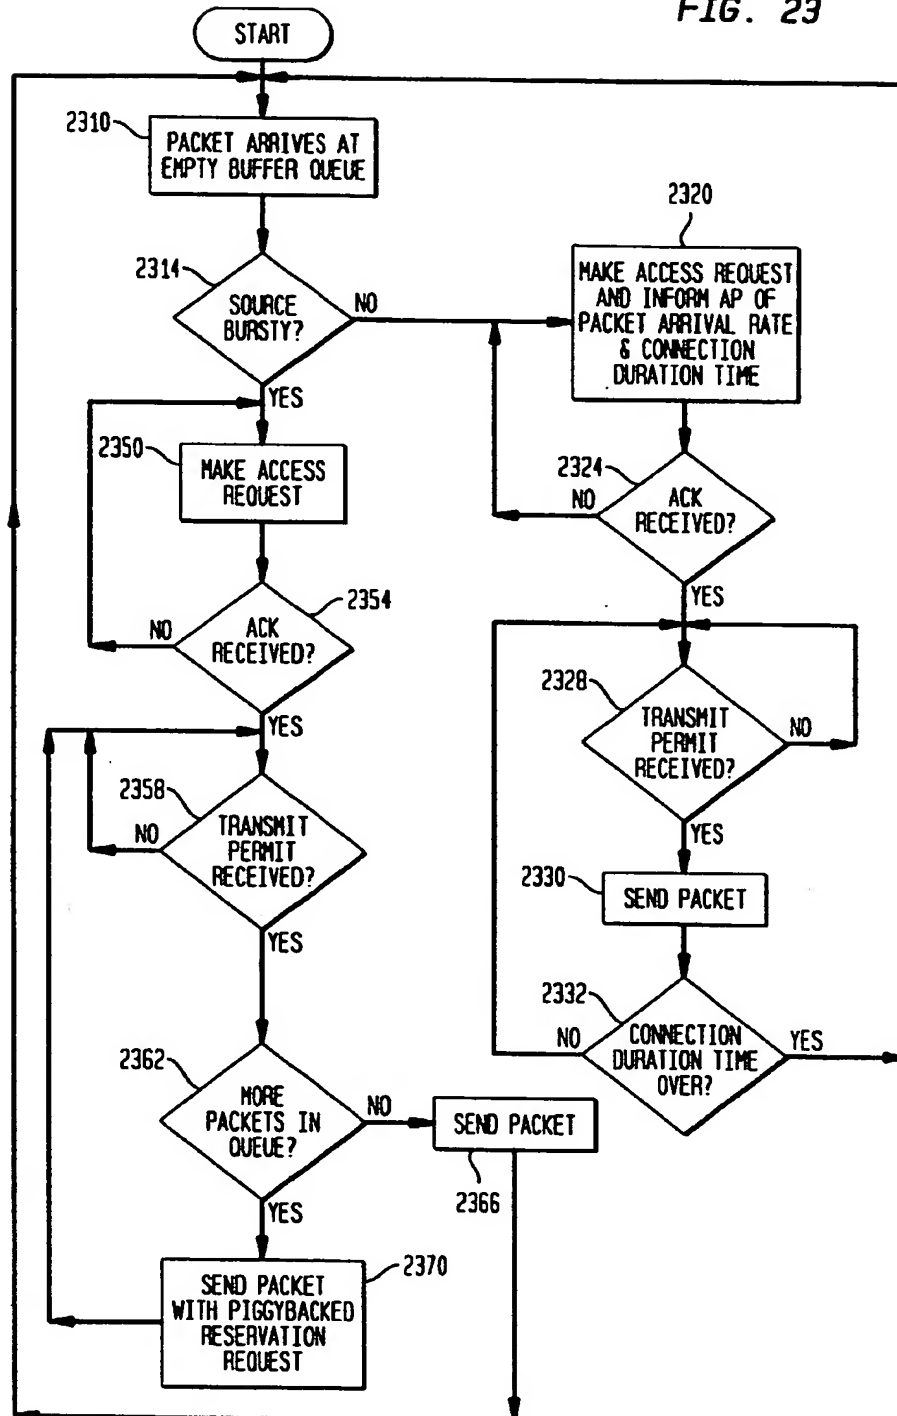 FIG. 23
START
2310
PACKET ARRIVES AT
EMPTY BUFFER QUEUE
2314
SOURCE
BURSTY?
NO
YES
2320
MAKE ACCESS REQUEST
AND INFORM AP OF
PACKET ARRIVAL RATE
& CONNECTION
DURATION TIME
2350
MAKE ACCESS
REQUEST
2324
ACK
RECEIVED?
NO
YES
2354
ACK
RECEIVED?
NO
YES
2328
TRANSMIT
PERMIT
RECEIVED?
NO
YES
2358
TRANSMIT
PERMIT
RECEIVED?
NO
YES
2330
SEND PACKET
2332
CONNECTION
DURATION TIME
OVER?
NO
YES
2362
MORE
PACKETS IN
QUEUE?
NO
YES
SEND PACKET
2366
2370
SEND PACKET
WITH PIGGYBACKED
RESERVATION
REQUEST